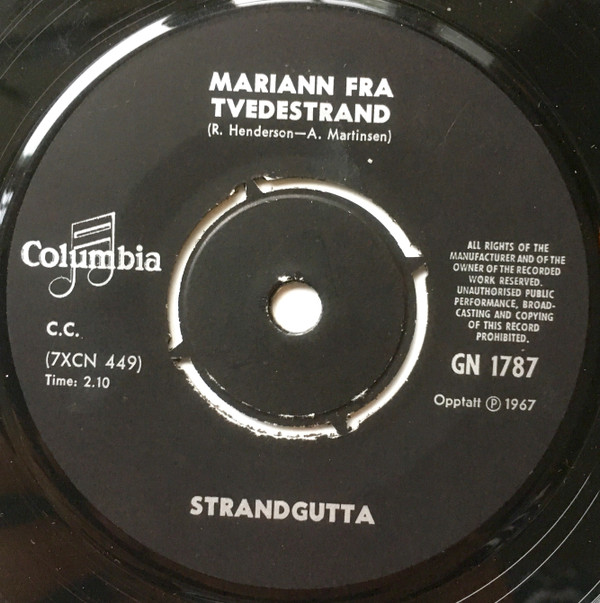 MARIANN FRA
TVEDESTRAND
(R. Henderson—A. Martinsen)
Columbia
C.C.
(7XCN 449)
Time: 2.10
ALL RIGHTS OF THE
MANUFACTURER AND OF THE
OWNER OF THE RECORDED
WORK RESERVED.
UNAUTHORISED PUBLIC
PERFORMANCE, BROAD-
CASTING AND COPYING
OF THIS RECORD
PROHIBITED.
GN 1787
Opptatt Ⓟ 1967
STRANDGUTTA